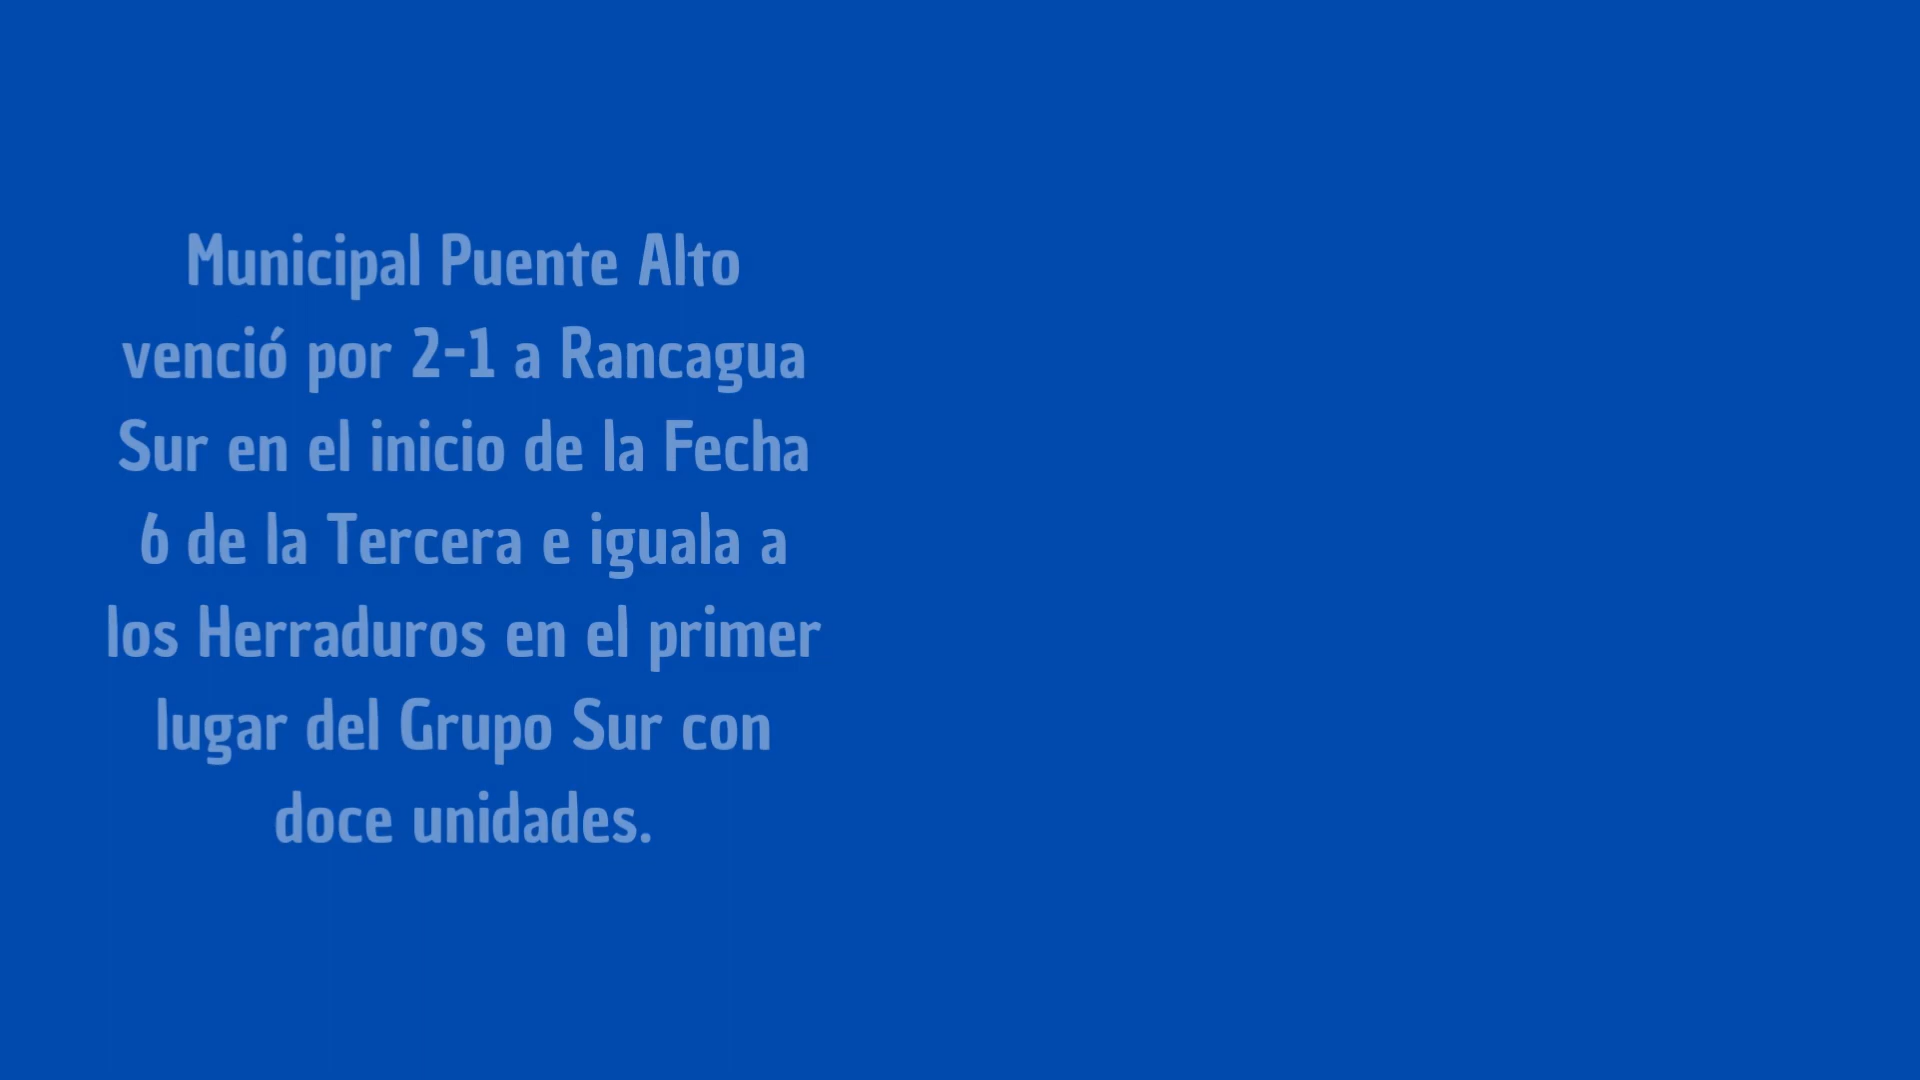 Municipal Puente Alto
venció por 2-1 a Rancagua
Sur en el inicio de la Fecha
6 de la Tercera e iguala a
los Herraduros en el primer
lugar del Grupo Sur con
doce unidades.